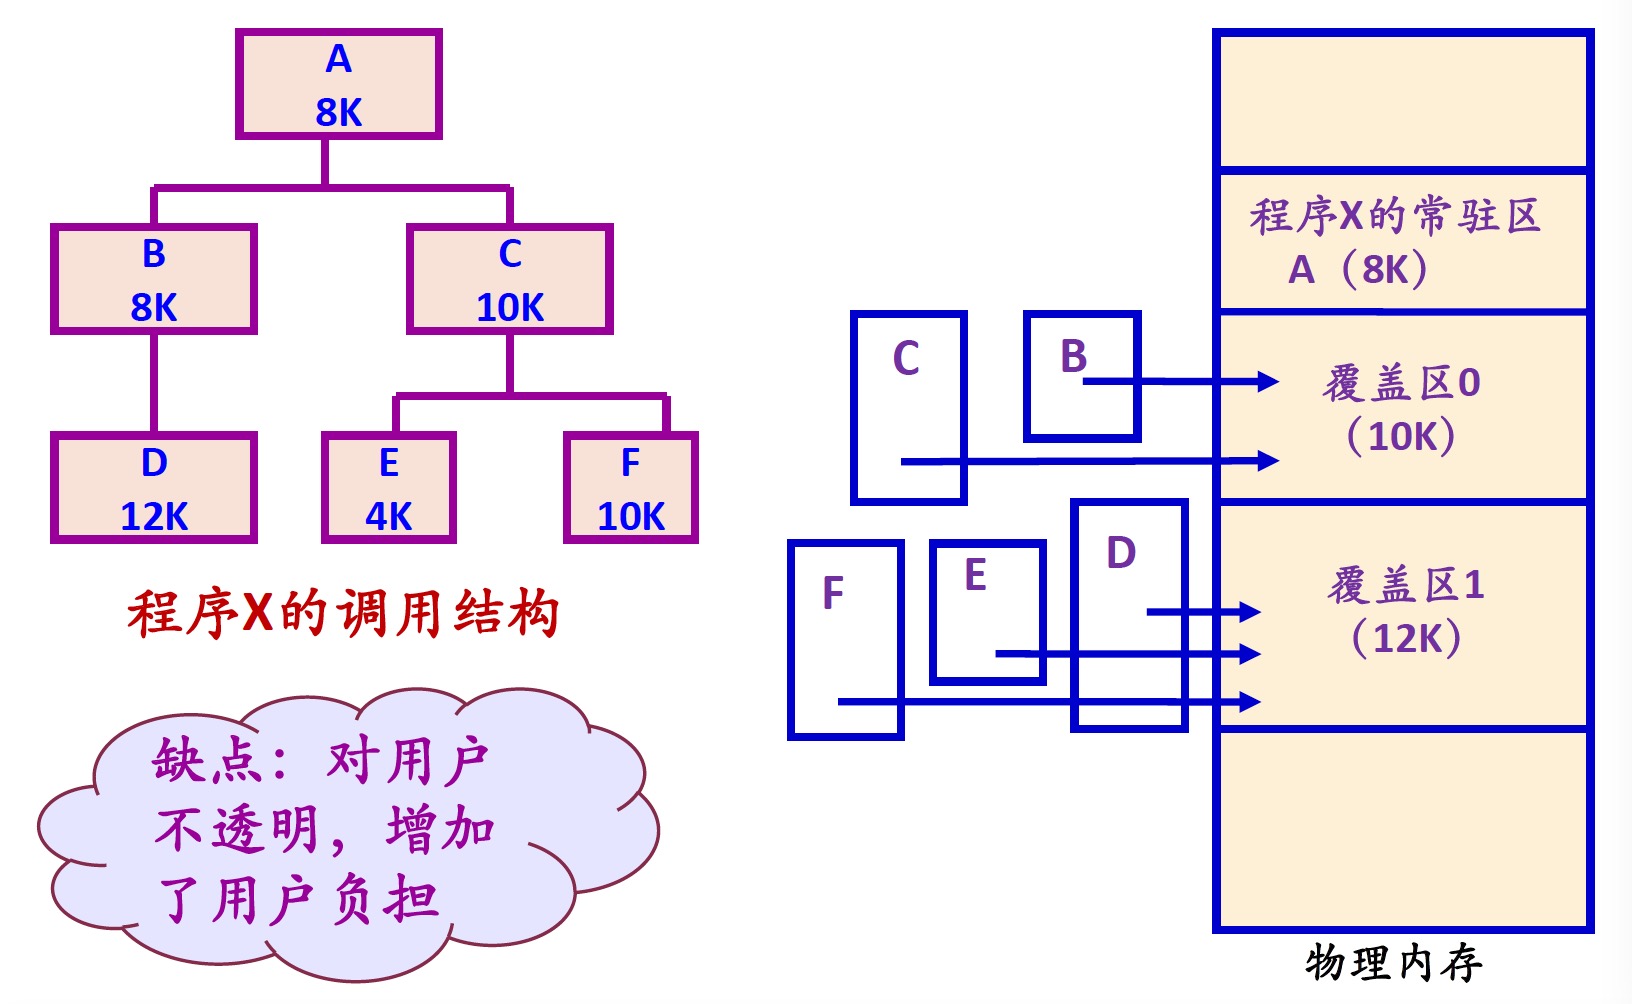 A
8K
B
8K
C
10K
D
12K
E
4K
F
10K
程序X的调用结构
缺点：对用户
不透明，增加
了用户负担
程序X的常驻区
A（8K）
C
B
覆盖区0
（10K）
F
E
D
覆盖区1
（12K）
物理内存